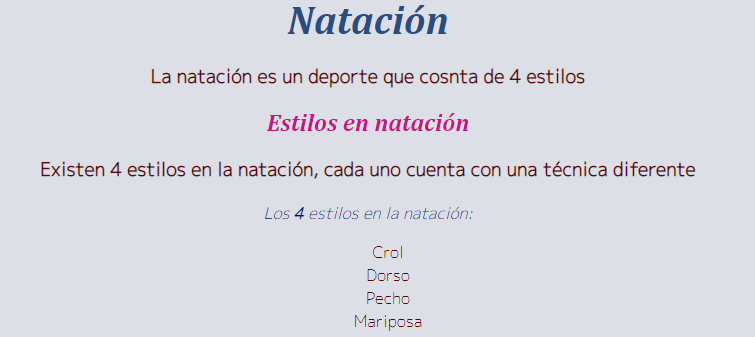 Natación
La natación es un deporte que cosnta de 4 estilos
Estilos en natación
Existen 4 estilos en la natación, cada uno cuenta con una técnica diferente
Los 4 estilos en la natación:
Crol
Dorso
Pecho
Mariposa